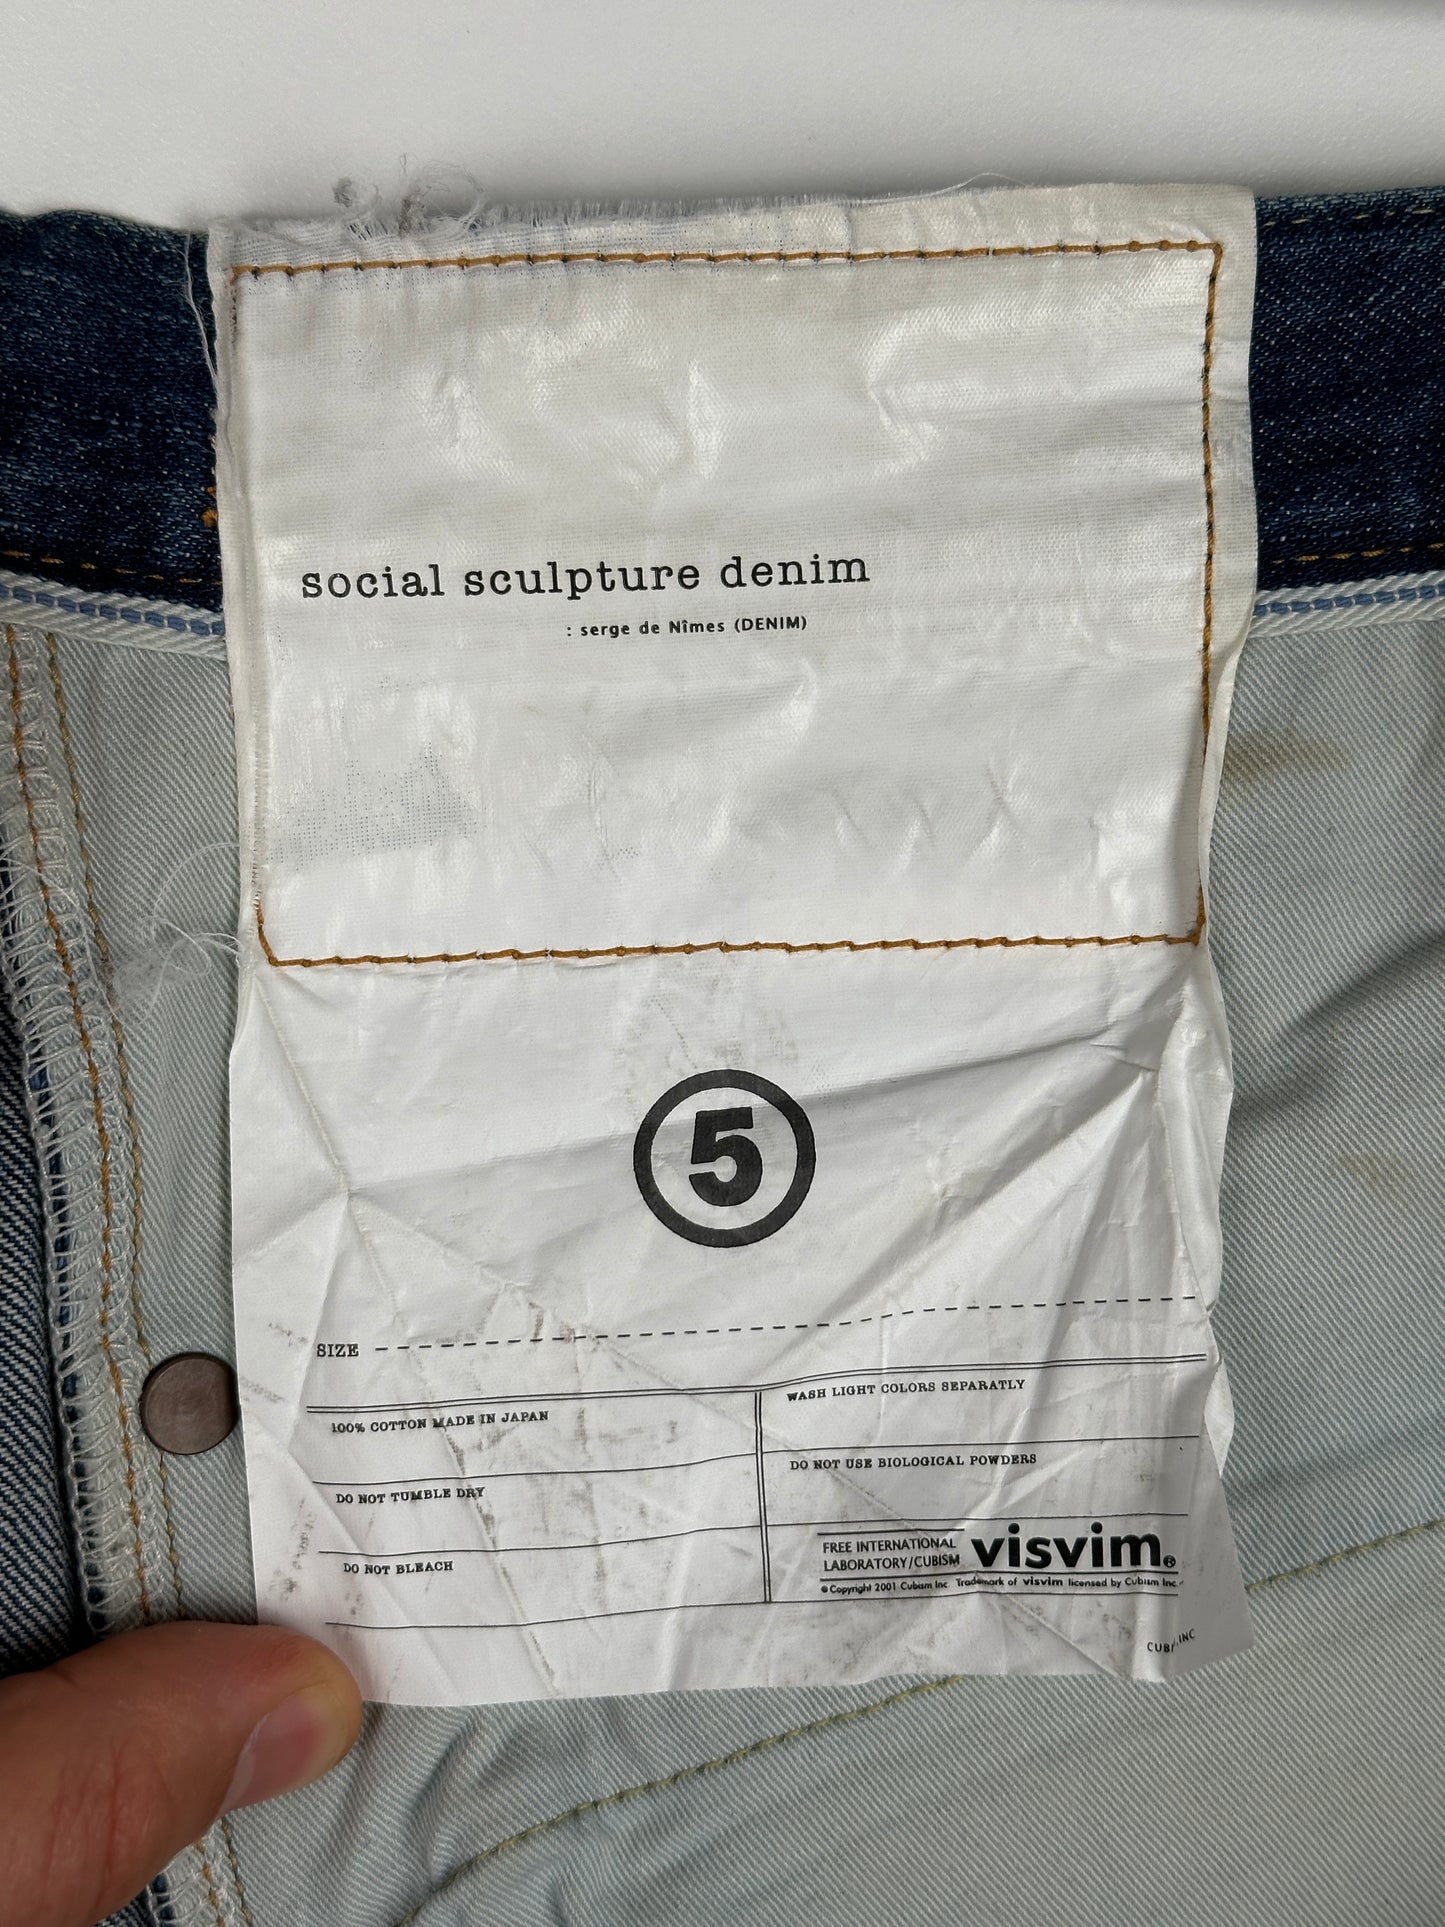 social sculpture denim
: serge de Nîmes (DENIM)
5
SIZE
100% COTTON MADE IN JAPAN
DO NOT TUMBLE DRY
DO NOT BLEACH
WASH LIGHT COLORS SEPARATLY
DO NOT USE BIOLOGICAL POWDERS
FREE INTERNATIONAL
LABORATORY/CUBISM
visvim®
©Copyright 2001 Cubism Inc. Trademark of visvim licensed by Cubism Inc.
INC